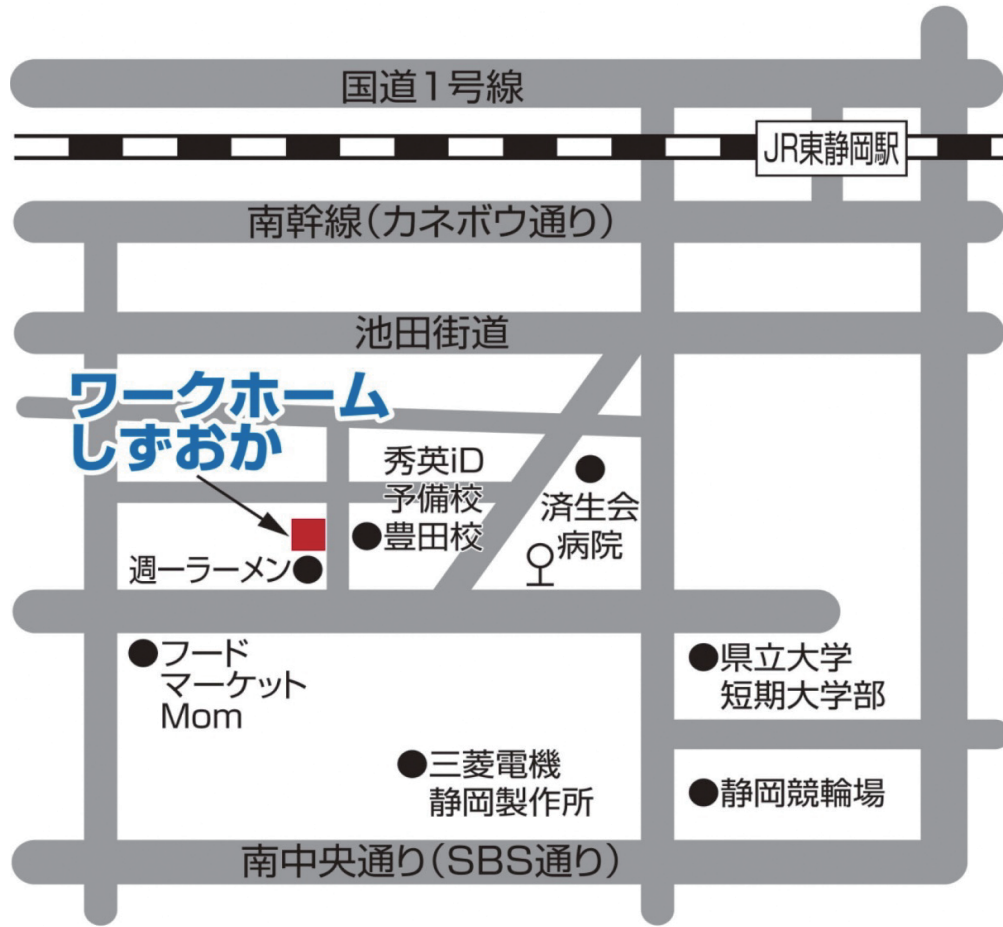 国道1号線
JR東静岡駅
南幹線(カネボウ通り)
池田街道
ワークホーム
しずおか
秀英iD
予備校
豊田校
済生会
病院
週一ラーメン
フード
マーケット
Mom
県立大学
短期大学部
三菱電機
静岡製作所
静岡競輪場
南中央通り(SBS通り)